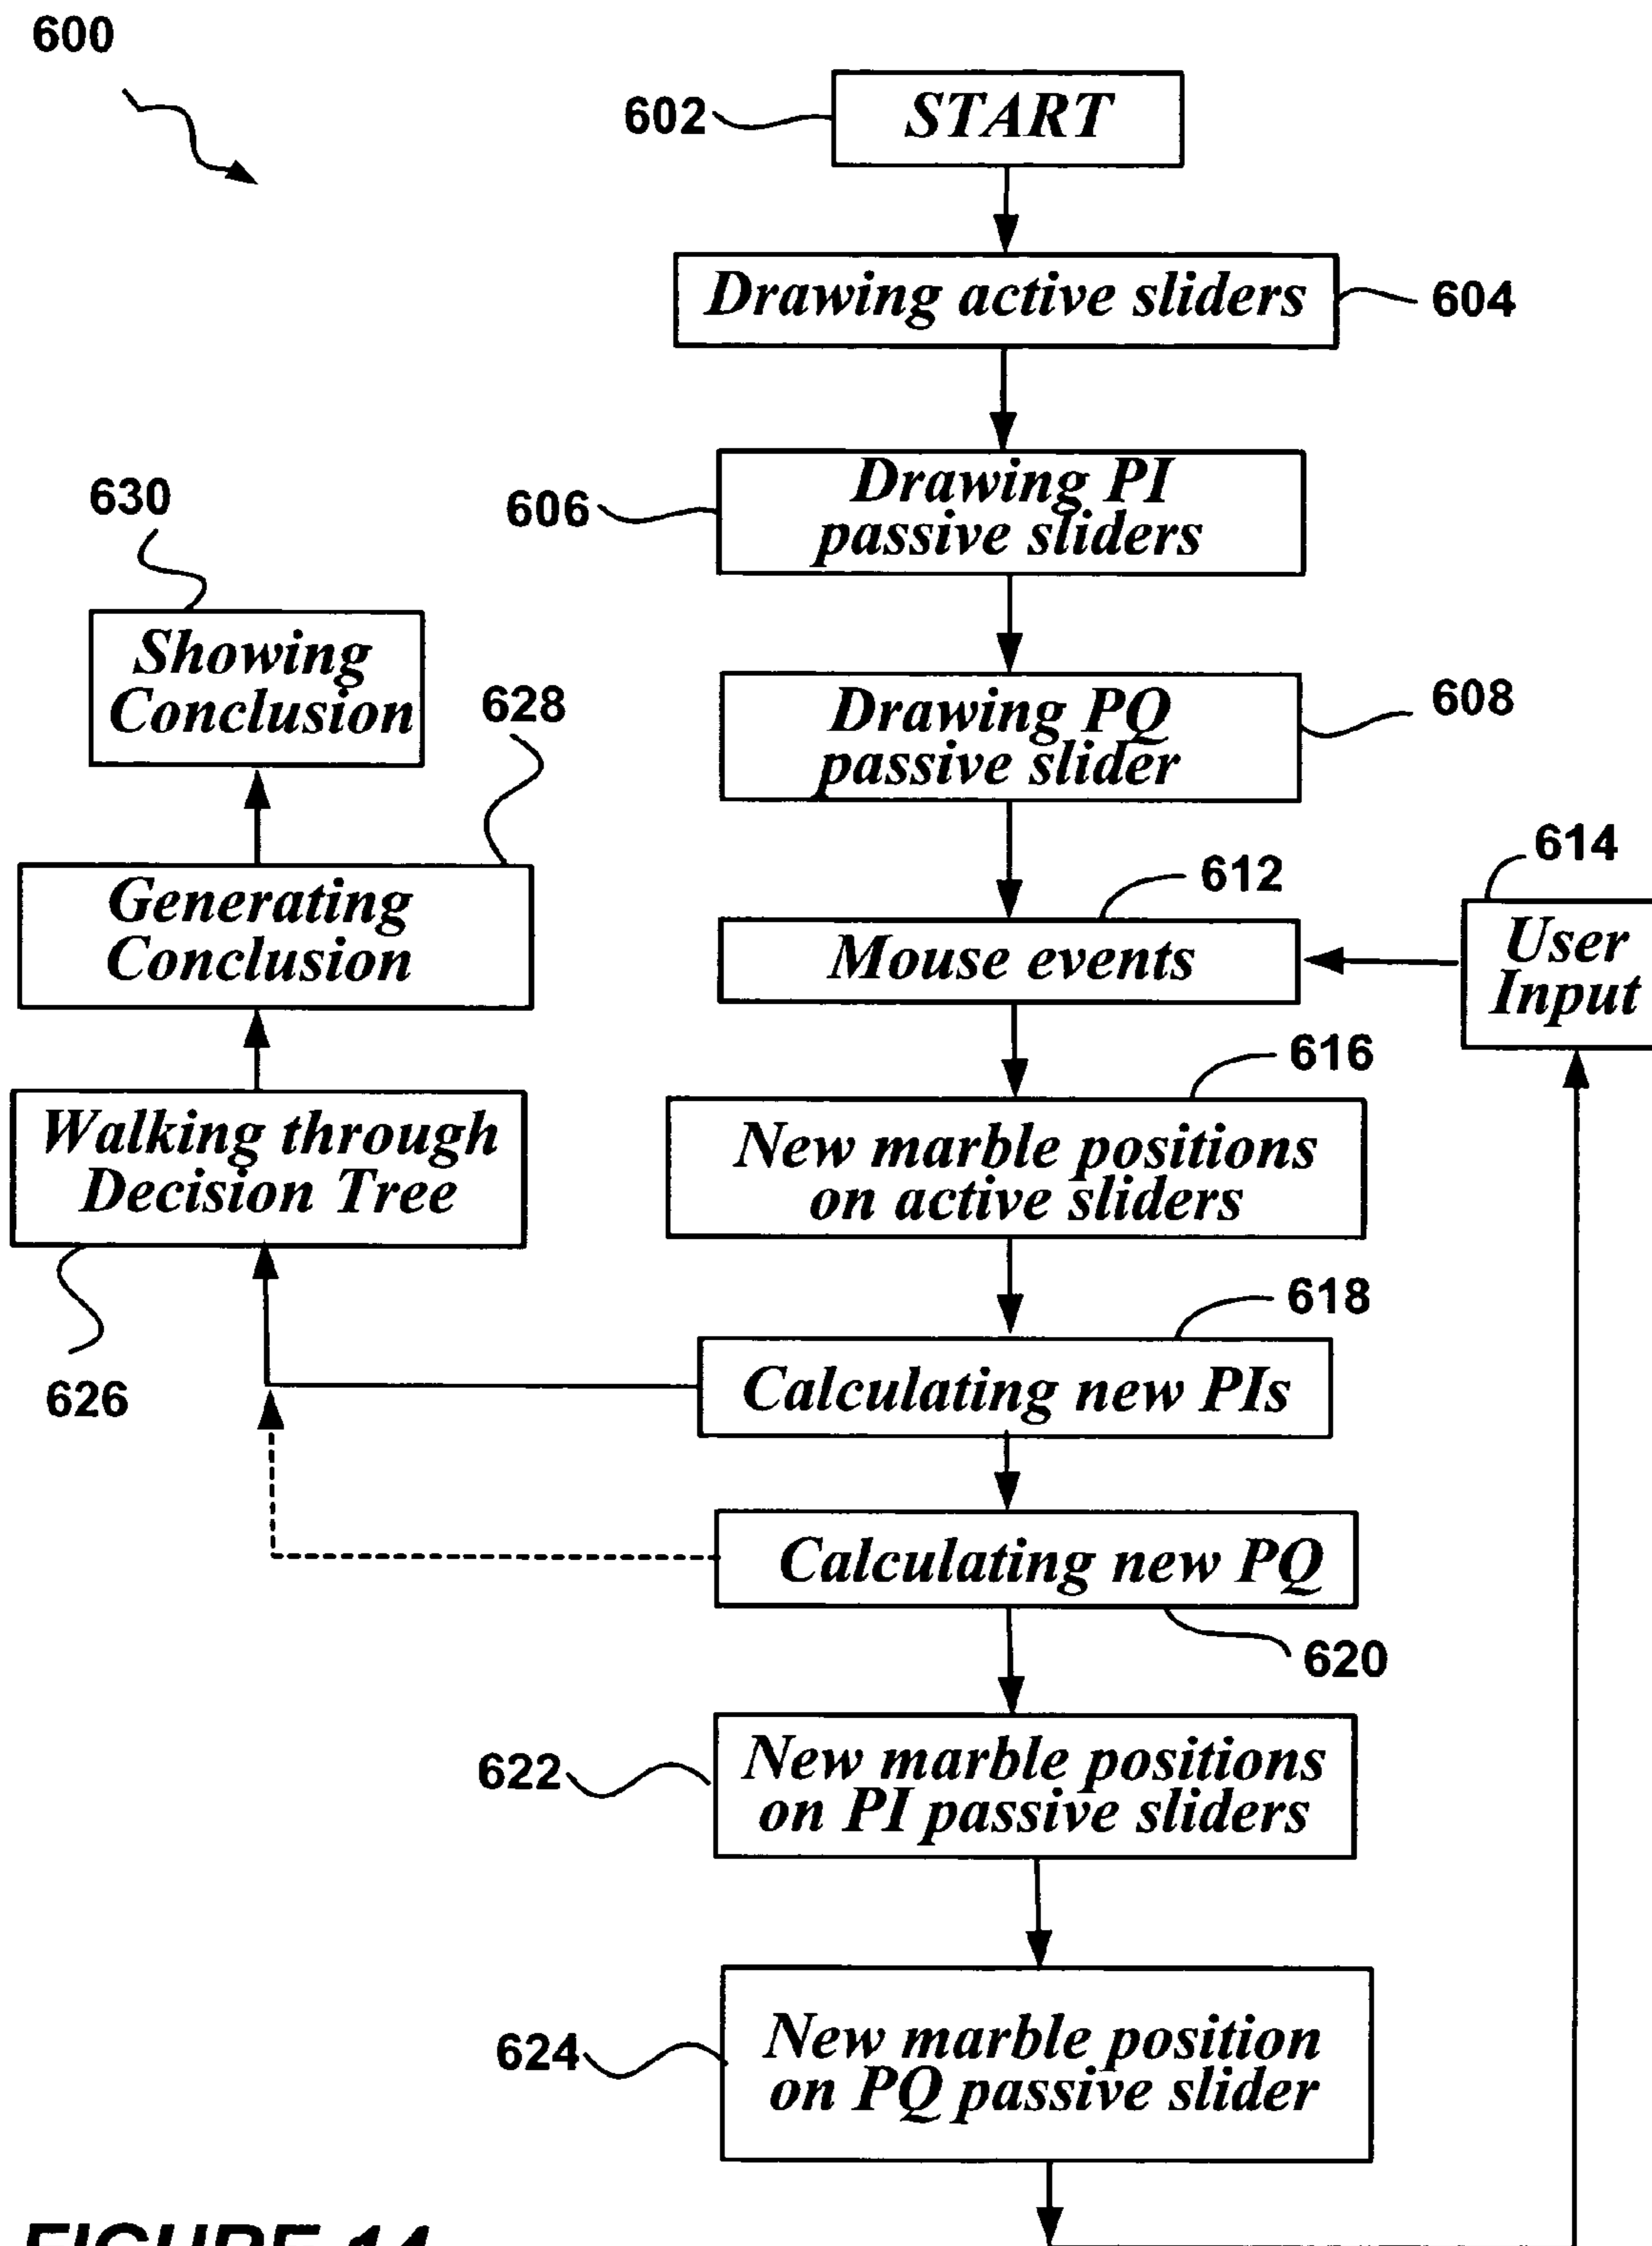 600
602
START
Drawing active sliders
604
606
Drawing PI
passive sliders
630
Showing
Conclusion
628
Drawing PQ
passive slider
608
Generating
Conclusion
612
Mouse events
614
User
Input
616
Walking through
Decision Tree
New marble positions
on active sliders
626
618
Calculating new PIs
Calculating new PQ
620
622
New marble positions
on PI passive sliders
624
New marble position
on PQ passive slider
FIGURE 14